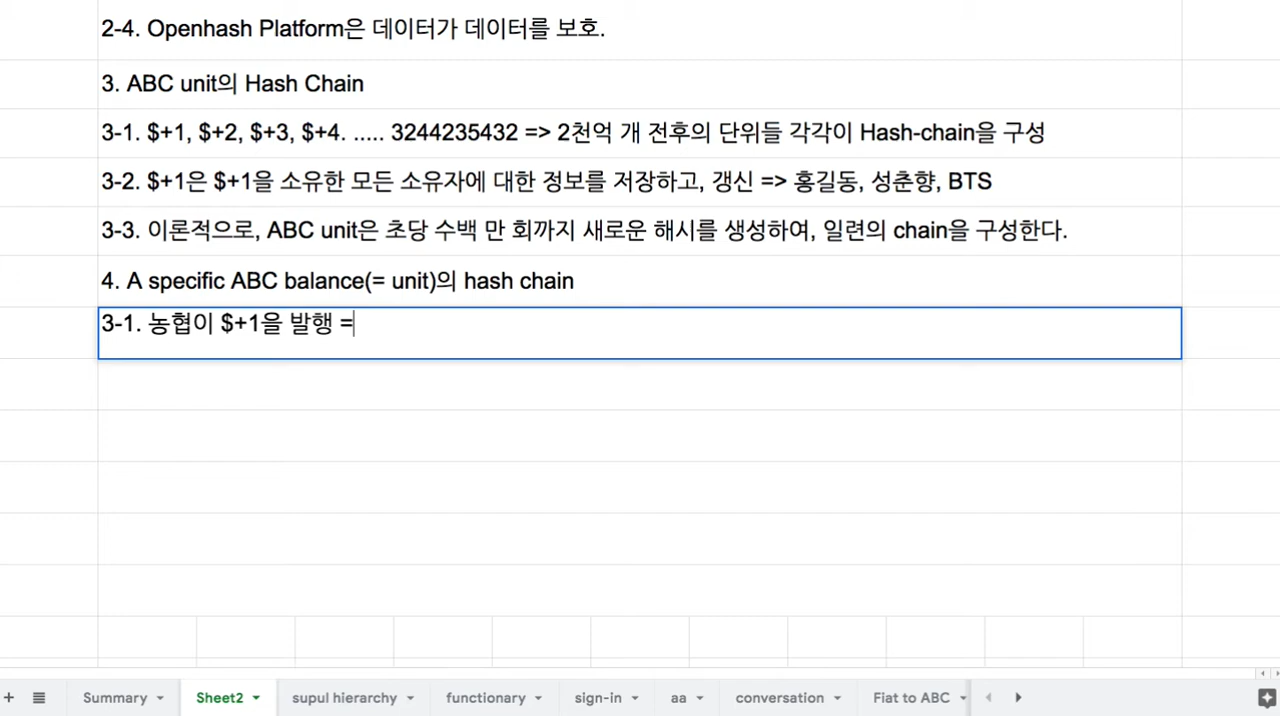 2-4. Openhash Platform은 데이터가 데이터를 보호.
3. ABC unit의 Hash Chain
3-1. $+1, $+2, $+3, $+4. ..... 3244235432 => 2천억 개 전후의 단위들 각각이 Hash-chain을 구성
3-2. $+1은 $+1을 소유한 모든 소유자에 대한 정보를 저장하고, 갱신 => 홍길동, 성춘향, BTS
3-3. 이론적으로, ABC unit은 초당 수백 만 회까지 새로운 해시를 생성하여, 일련의 chain을 구성한다.
4. A specific ABC balance(= unit)의 hash chain
3-1. 농협이 $+1을 발행 =
+ Summary Sheet2 supul hierarchy functionary sign-in aa conversation Fiat to ABC